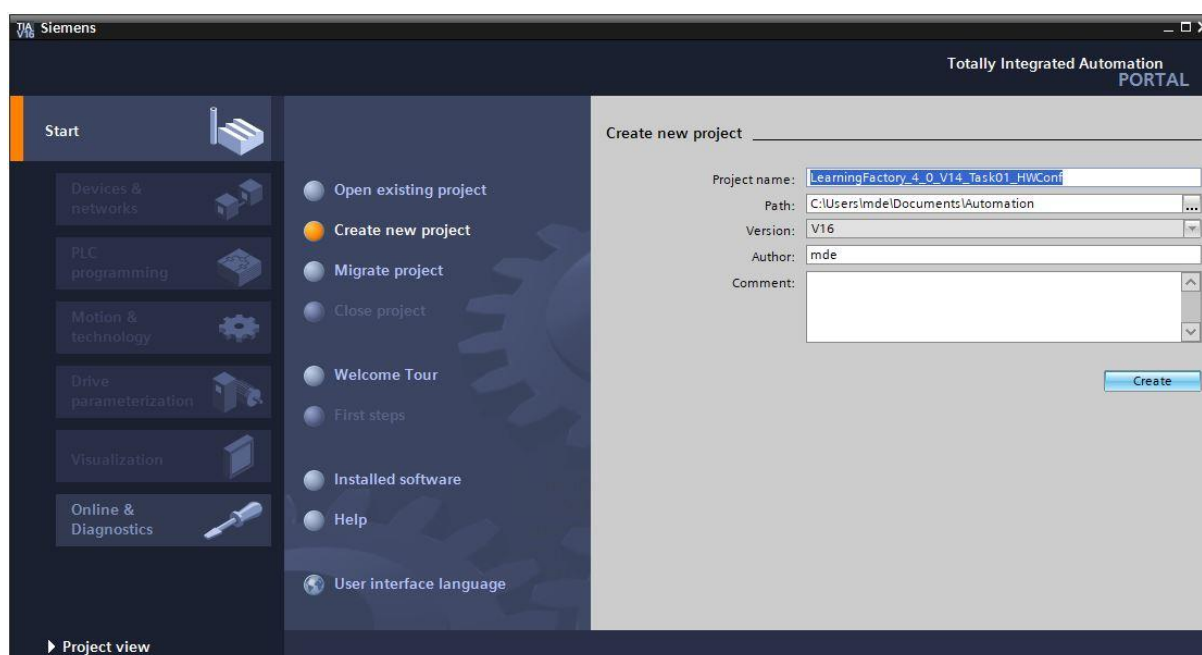 TIA V16 Siemens
Totally Integrated Automation
PORTAL
Start
Devices &
networks
PLC
programming
Motion &
technology
Drive
parameterization
Visualization
Online &
Diagnostics
Project view
Open existing project
Create new project
Migrate project
Close project
Welcome Tour
First steps
Installed software
Help
User interface language
Create new project
Project name: LearningFactory_4_0_V14_Task01_HWConf
Path: C:\Users\mde\Documents\Automation ...
Version: V16
Author: mde
Comment:
Create